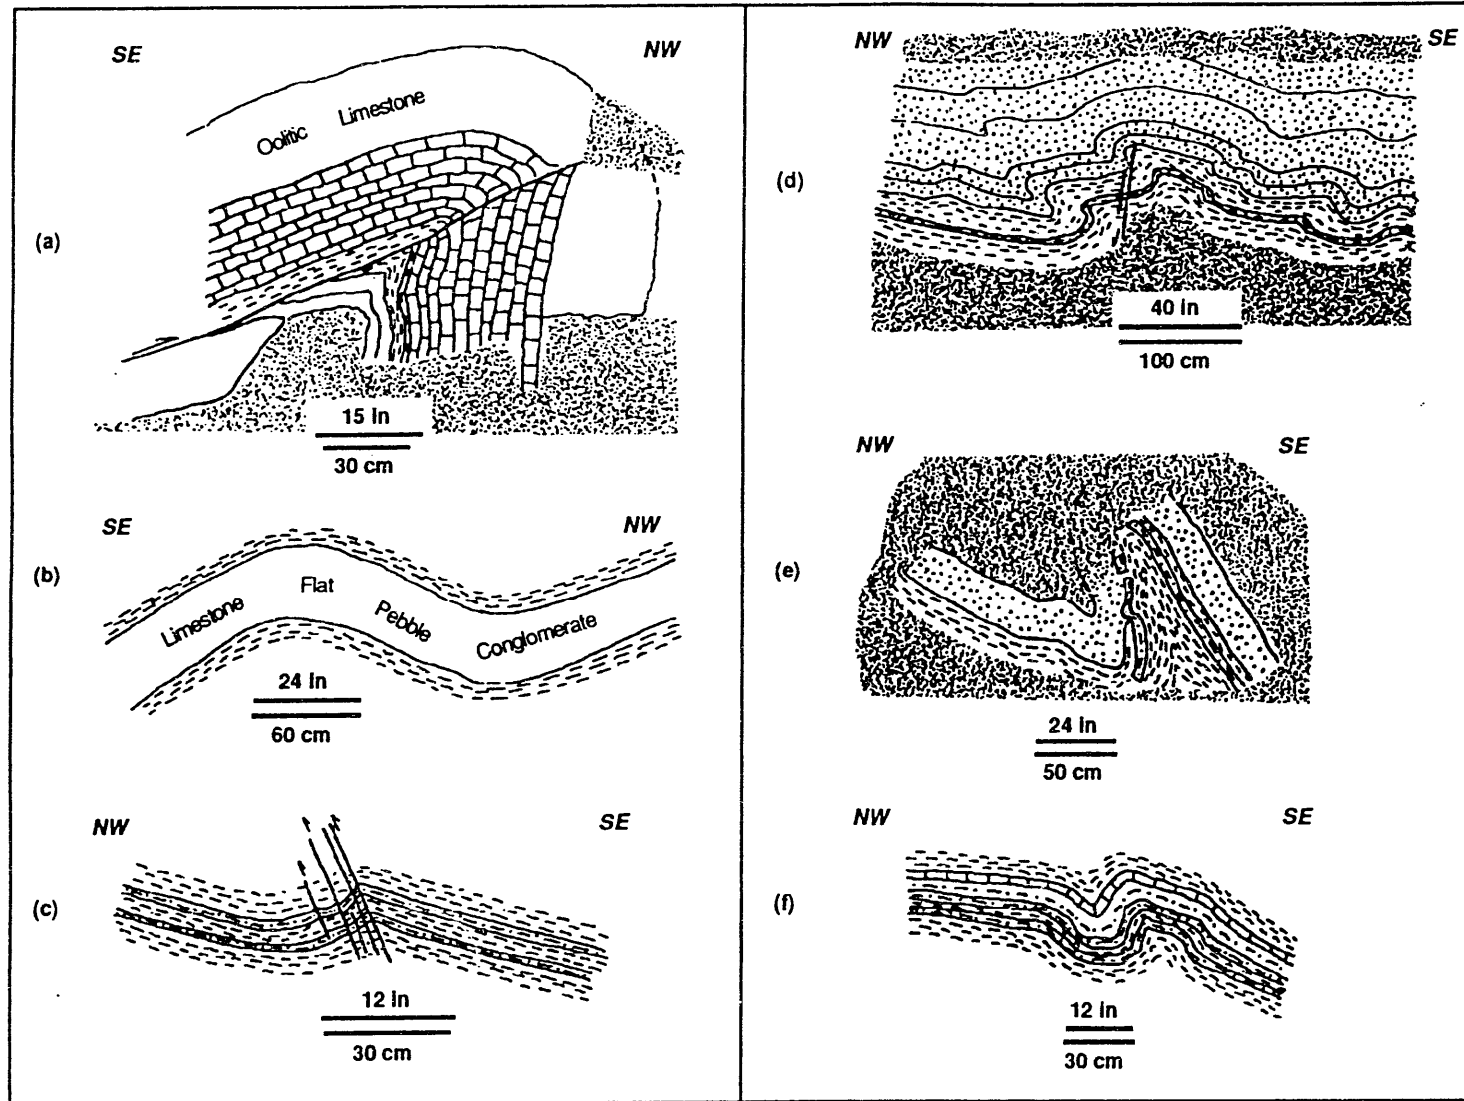 (a)
SE
NW
Oolitic Limestone
15 in
30 cm
(b)
SE
NW
Limestone Flat Pebble Conglomerate
24 in
60 cm
(c)
NW
SE
12 in
30 cm
(d)
NW
SE
40 in
100 cm
(e)
NW
SE
24 in
50 cm
(f)
NW
SE
12 in
30 cm